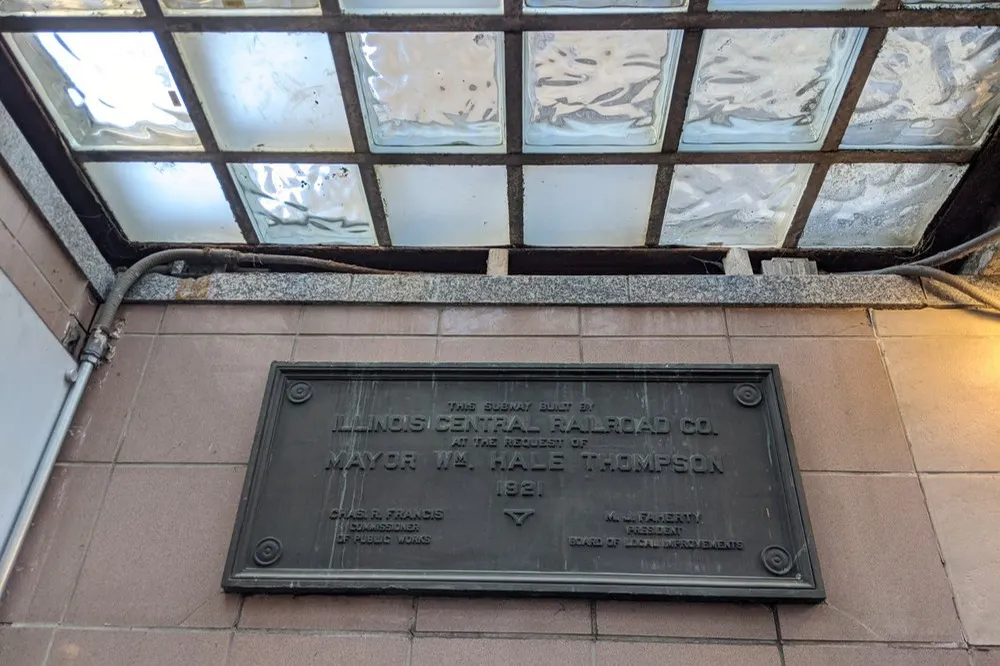 THIS SUBWAY BUILT BY
ILLINOIS CENTRAL RAILROAD CO.
AT THE REQUEST OF
MAYOR WM. HALE THOMPSON
1921
CHAS. R. FRANCIS
COMMISSIONER
OF PUBLIC WORKS
M. J. FAHERTY
PRESIDENT
BOARD OF LOCAL IMPROVEMENTS